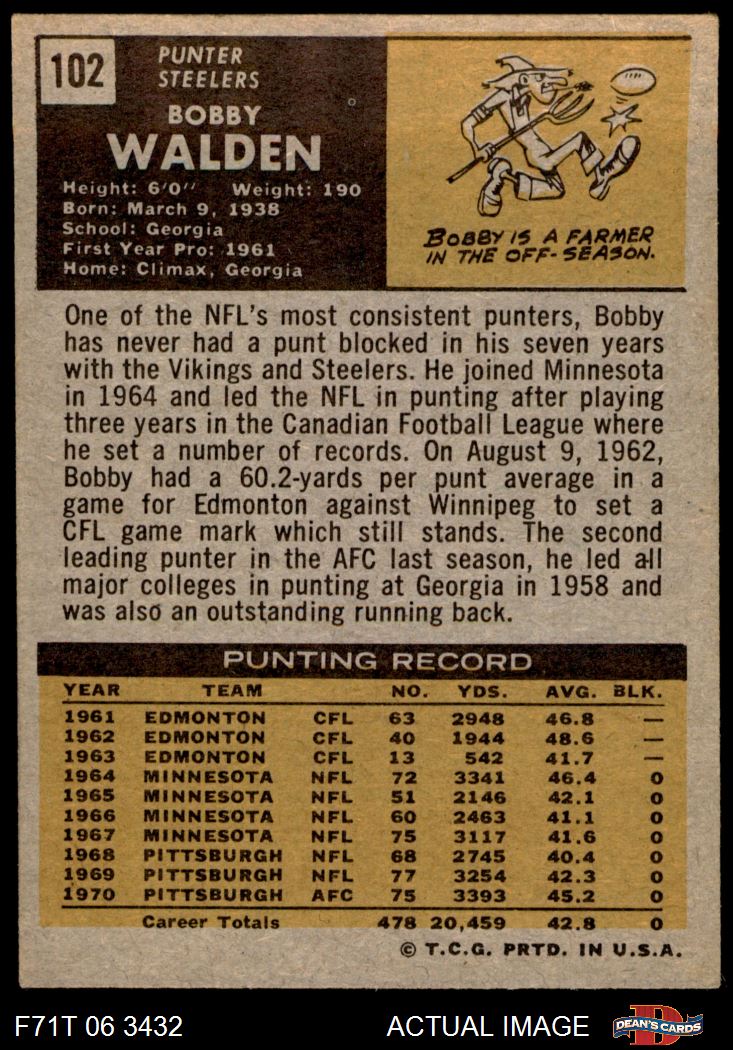 102
PUNTER
STEELERS
BOBBY
WALDEN
Height: 6'0" Weight: 190
Born: March 9, 1938
School: Georgia
First Year Pro: 1961
Home: Climax, Georgia
BOBBY IS A FARMER
IN THE OFF-SEASON.
One of the NFL's most consistent punters, Bobby
has never had a punt blocked in his seven years
with the Vikings and Steelers. He joined Minnesota
in 1964 and led the NFL in punting after playing
three years in the Canadian Football League where
he set a number of records. On August 9, 1962,
Bobby had a 60.2-yards per punt average in a
game for Edmonton against Winnipeg to set a
CFL game mark which still stands. The second
leading punter in the AFC last season, he led all
major colleges in punting at Georgia in 1958 and
was also an outstanding running back.
PUNTING RECORD
YEAR TEAM NO. YDS. AVG. BLK.
1961 EDMONTON CFL 63 2948 46.8 —
1962 EDMONTON CFL 40 1944 48.6 —
1963 EDMONTON CFL 13 542 41.7 —
1964 MINNESOTA NFL 72 3341 46.4 0
1965 MINNESOTA NFL 51 2146 42.1 0
1966 MINNESOTA NFL 60 2463 41.1 0
1967 MINNESOTA NFL 75 3117 41.6 0
1968 PITTSBURGH NFL 68 2745 40.4 0
1969 PITTSBURGH NFL 77 3254 42.3 0
1970 PITTSBURGH AFC 75 3393 45.2 0
Career Totals 478 20,459 42.8 0
© T.C.G. PRTD. IN U.S.A.
F71T 06 3432 ACTUAL IMAGE DEAN'S CARDS